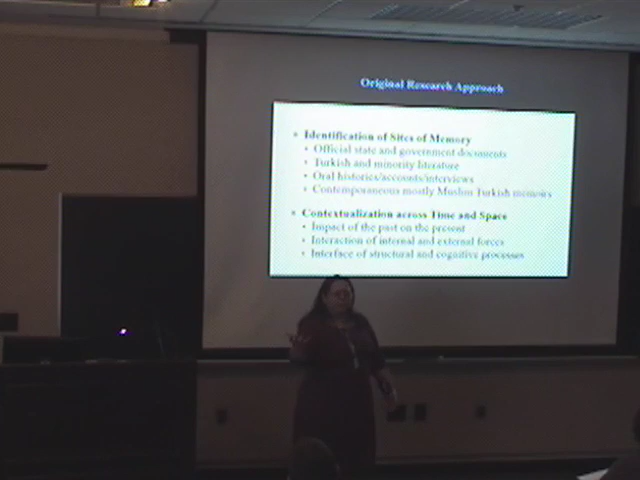 Original Research Approach
Identification of Sites of Memory
Official state and government documents
Turkish and minority literature
Oral histories/accounts/interviews
Contemporaneous mostly Muslim Turkish memoirs
Contextualization across Time and Space
Impact of the past on the present
Interaction of internal and external forces
Interface of structural and cognitive processes